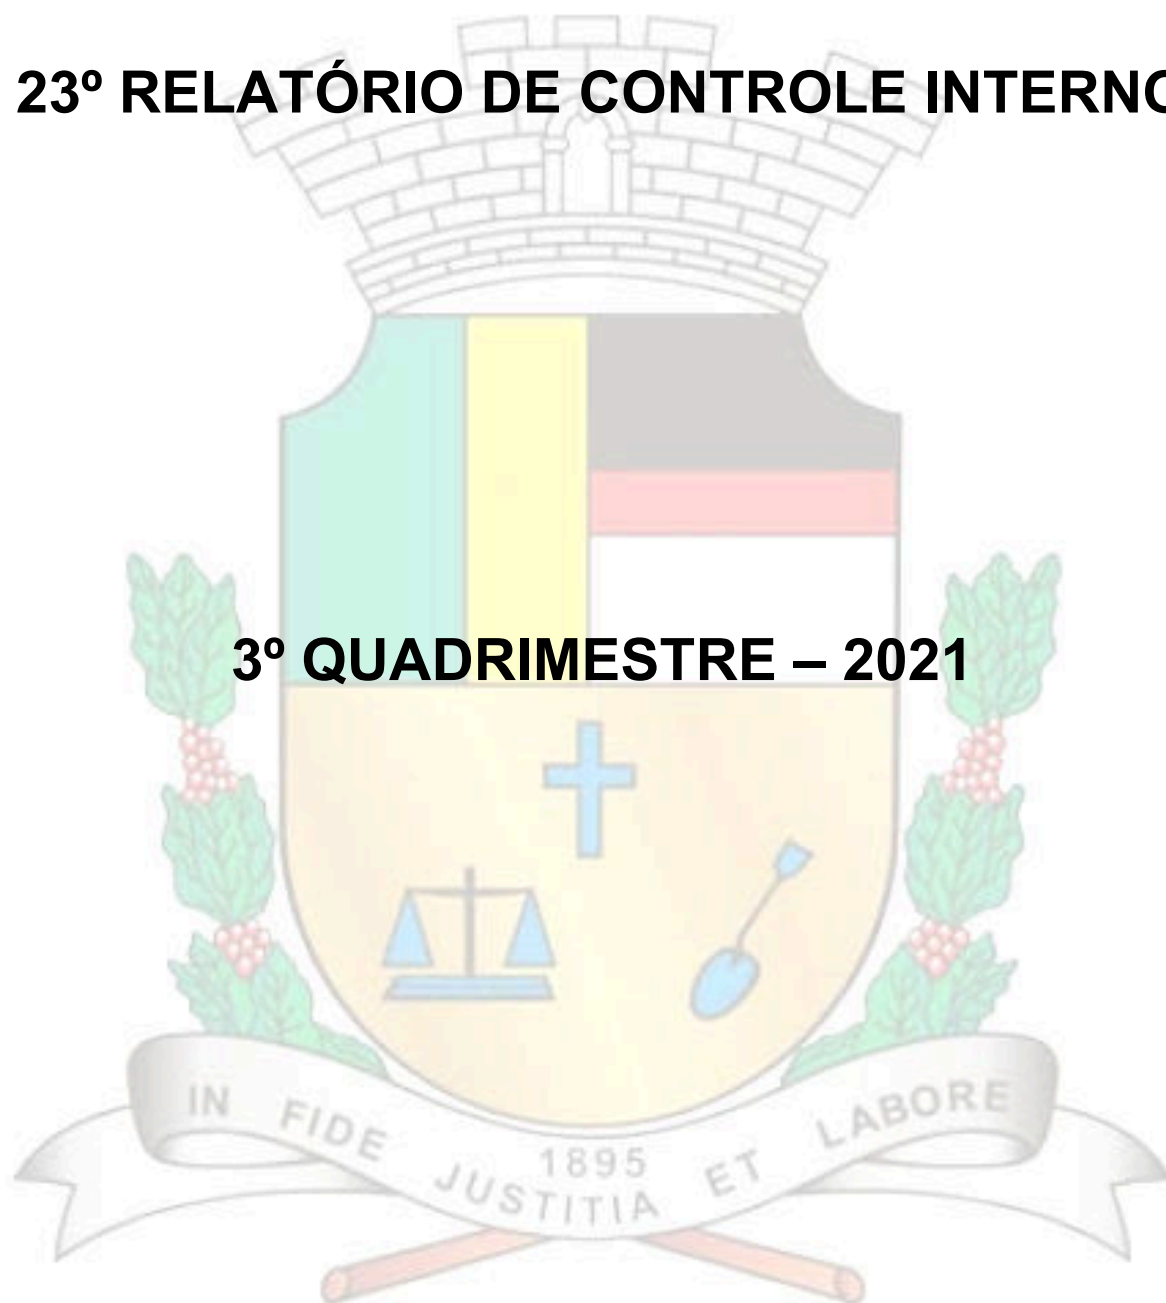 23º RELATÓRIO DE CONTROLE INTERNO
3º QUADRIMESTRE – 2021
IN FIDE JUSTITIA ET LABORE
1895